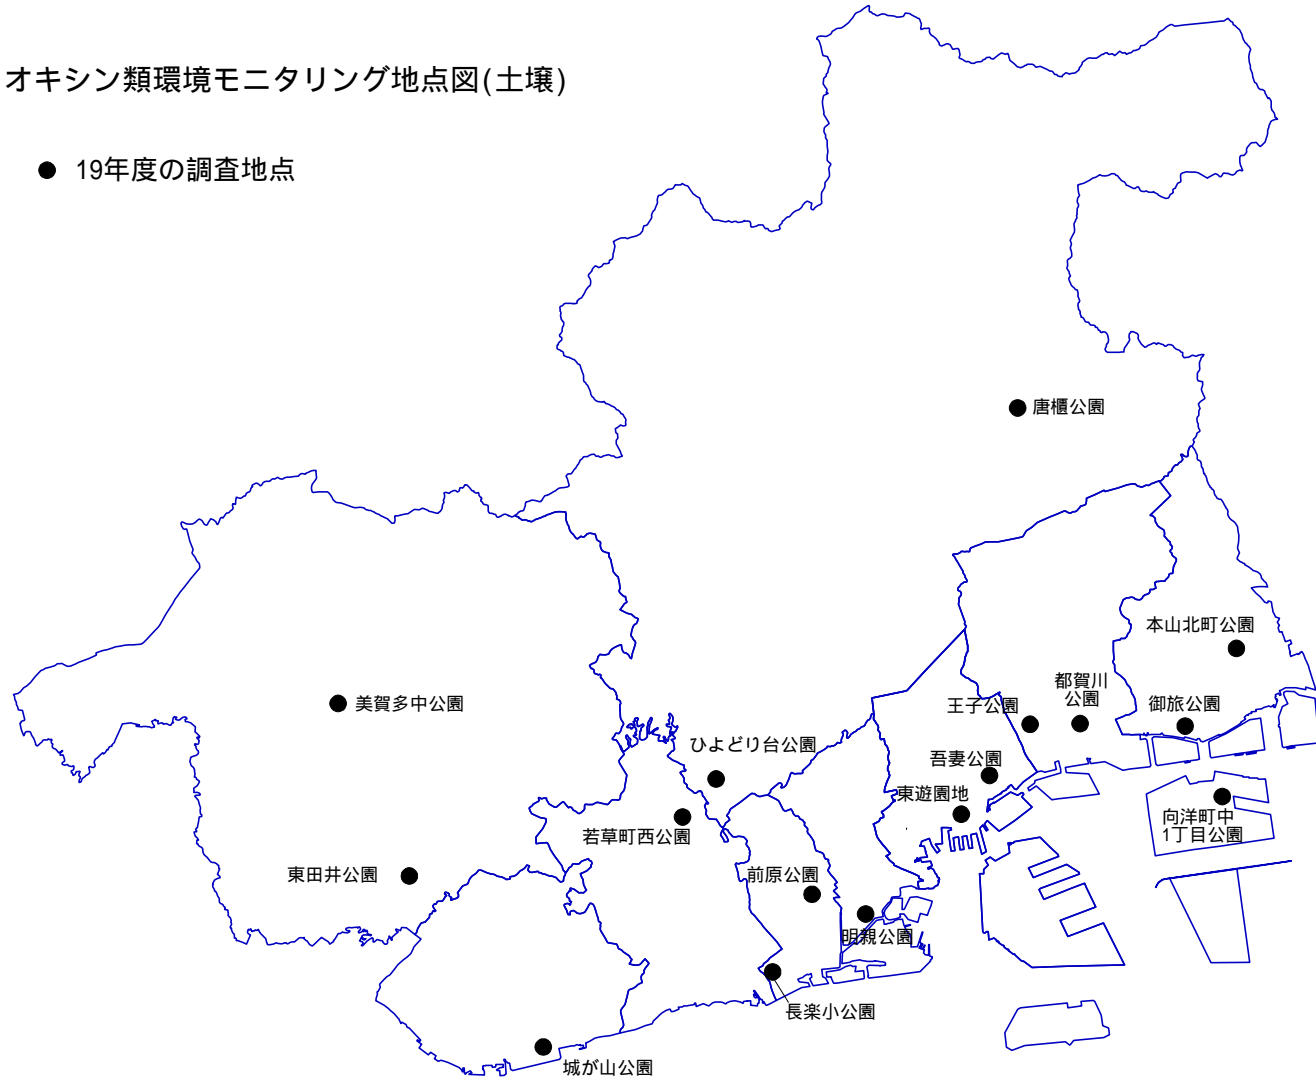 オキシン類環境モニタリング地点図(土壌)
● 19年度の調査地点
唐櫃公園
本山北町公園
都賀川
公園
美賀多中公園
王子公園
御旅公園
ひよどり台公園
吾妻公園
東遊園地
向洋町中
1丁目公園
若草町西公園
東田井公園
前原公園
明親公園
長楽小公園
城が山公園